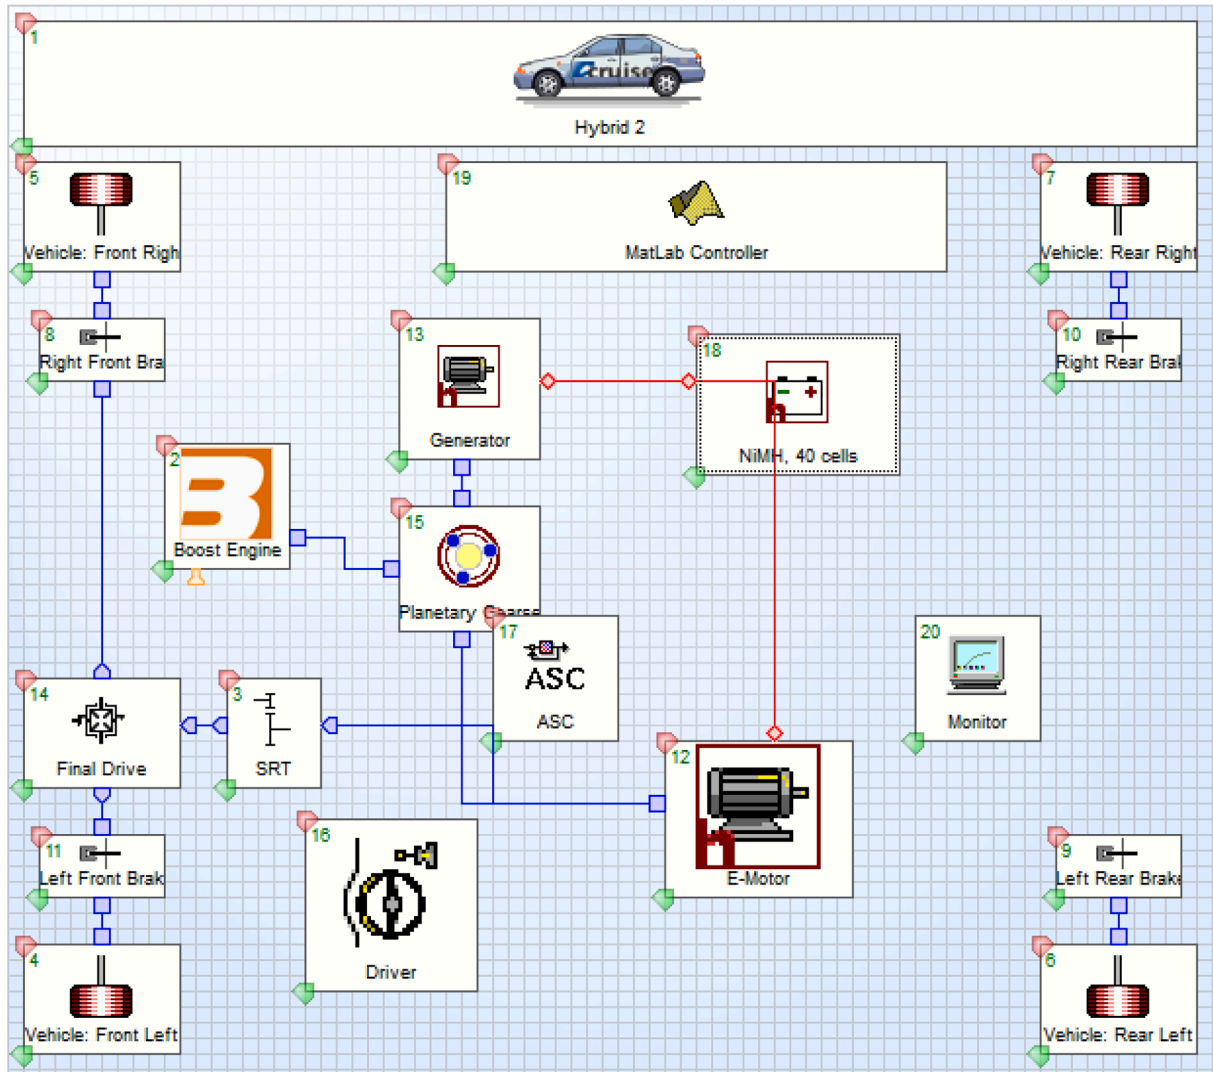 1
cruise
Hybrid 2
5
Vehicle: Front Righ
19
MatLab Controller
7
Vehicle: Rear Right
8
Right Front Bra
13
Generator
18
NiMH, 40 cells
10
Right Rear Brak
2
B
Boost Engine
15
Planetary Gearse
17
ASC
ASC
20
Monitor
14
Final Drive
3
SRT
12
E-Motor
16
Driver
11
Left Front Brak
9
Left Rear Brake
4
Vehicle: Front Left
6
Vehicle: Rear Left